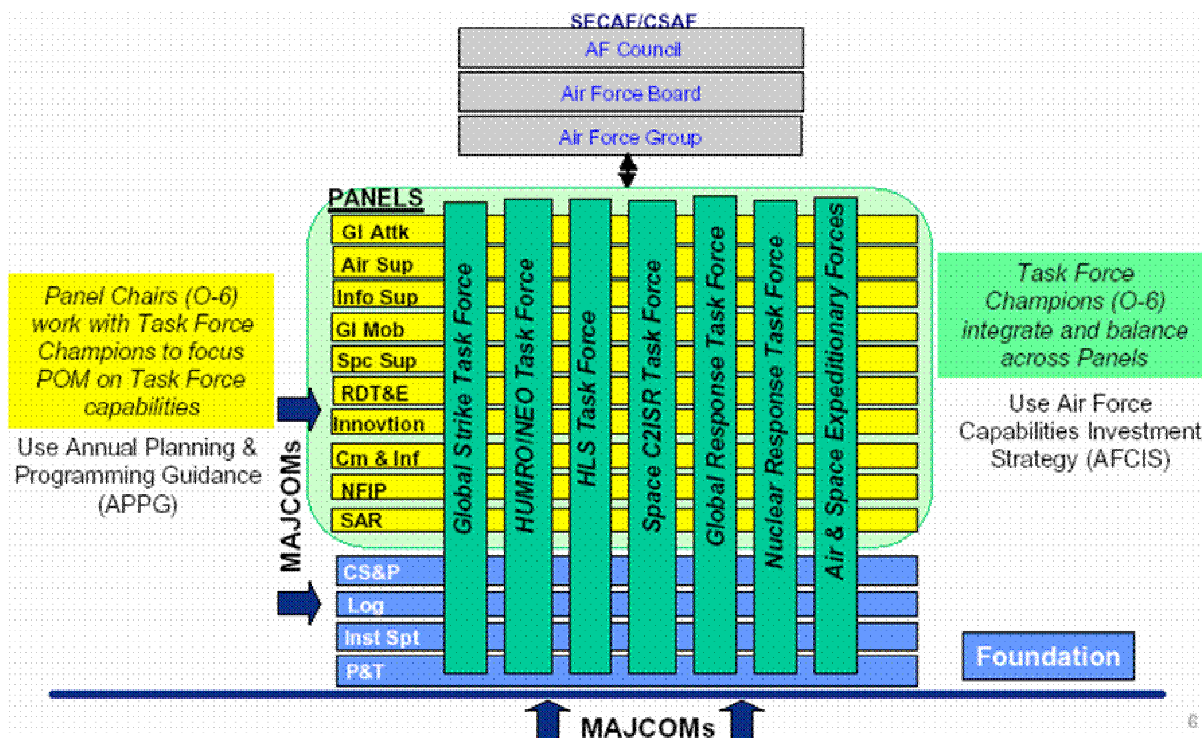 SECAF/CSAF
AF Council
Air Force Board
Air Force Group
PANELS
Gl Attk
Air Sup
Info Sup
Gl Mob
Spc Sup
RDT&E
Innovtion
Cm & Inf
NFIP
SAR
CS&P
Log
Inst Spt
P&T
Global Strike Task Force
HUMRO/NEO Task Force
HLS Task Force
Space C2ISR Task Force
Global Response Task Force
Nuclear Response Task Force
Air & Space Expeditionary Forces
Panel Chairs (O-6)
work with Task Force
Champions to focus
POM on Task Force
capabilities
Use Annual Planning &
Programming Guidance
(APPG)
MAJCOMs
Task Force
Champions (O-6)
integrate and balance
across Panels
Use Air Force
Capabilities Investment
Strategy (AFCIS)
Foundation
MAJCOMs
6